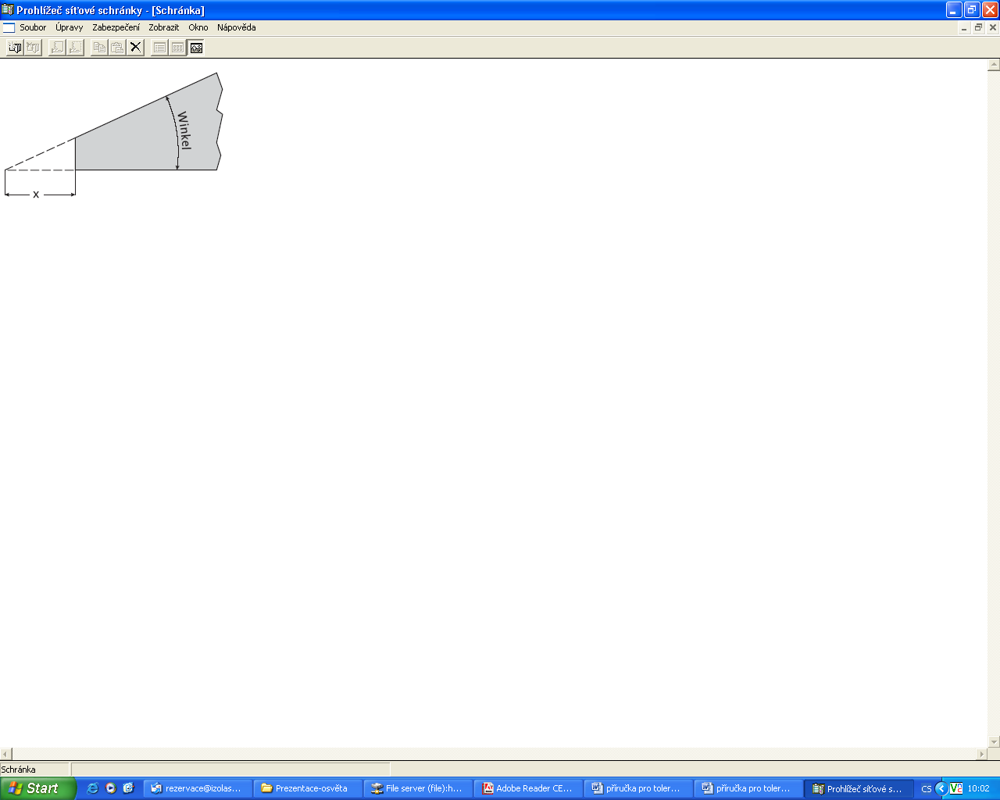 Prohlížeč síťové schránky - [Schránka]
Soubor Úpravy Zabezpečení Zobrazit Okno Nápověda
Winkel
x
Schránka
Start rezervace@izolas... Prezentace-osvěta File server (file):h... Adobe Reader CE... příručka pro toler... příručka pro toler... Prohlížeč síťové s... CS 10:02